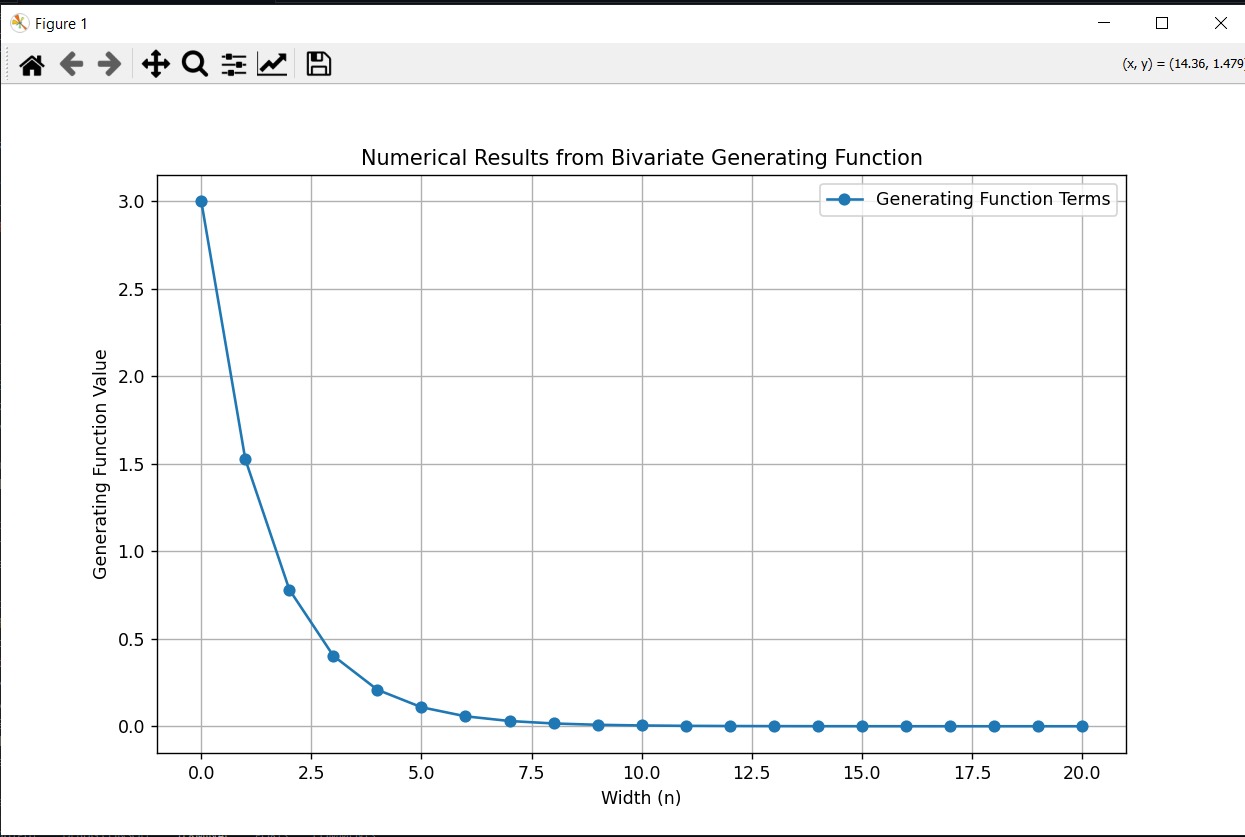 Figure 1
(x, y) = (14.36, 1.479)
Numerical Results from Bivariate Generating Function
Generating Function Terms
Generating Function Value
3.0
2.5
2.0
1.5
1.0
0.5
0.0
0.0 2.5 5.0 7.5 10.0 12.5 15.0 17.5 20.0
Width (n)